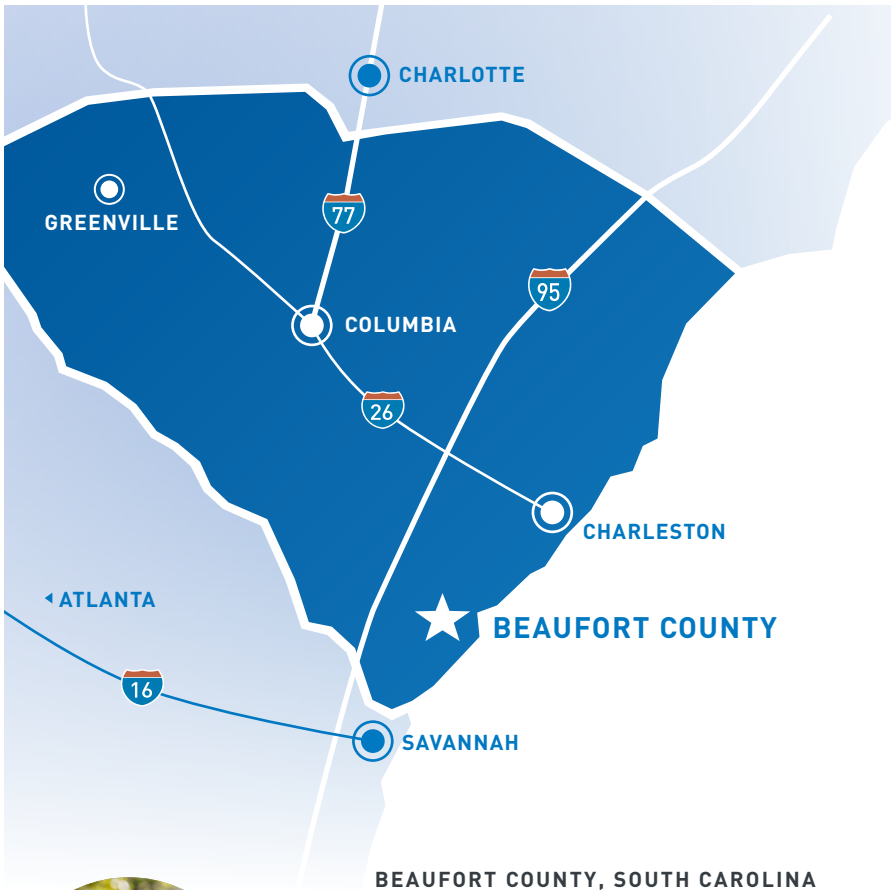 CHARLOTTE
GREENVILLE
77
95
COLUMBIA
26
CHARLESTON
ATLANTA
BEAUFORT COUNTY
16
SAVANNAH
BEAUFORT COUNTY, SOUTH CAROLINA